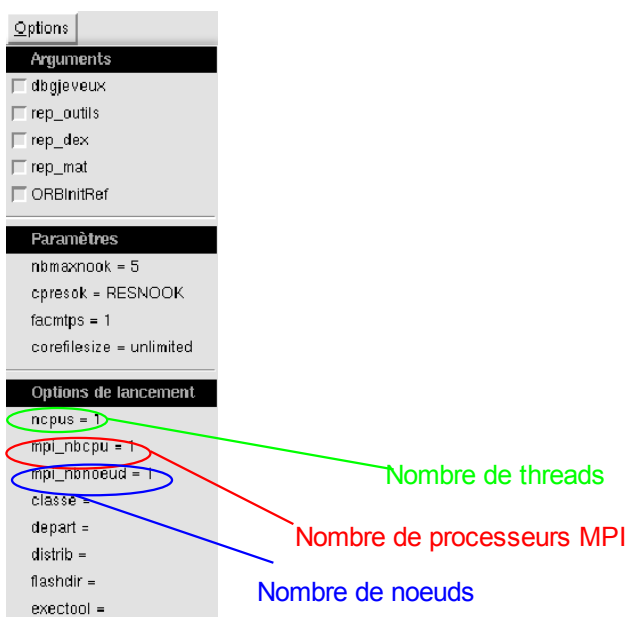 Options
Arguments
dbgjeveux
rep_outils
rep_dex
rep_mat
ORBInitRef
Paramètres
nbmaxnook = 5
cpresok = RESNOOK
facmtps = 1
corefilesize = unlimited
Options de lancement
ncpus = 1
mpi_nbcpu = 1
mpi_nbnoeud = 1
Nombre de threads
classe =
depart =
Nombre de processeurs MPI
distrib =
flashdir =
Nombre de noeuds
exectool =